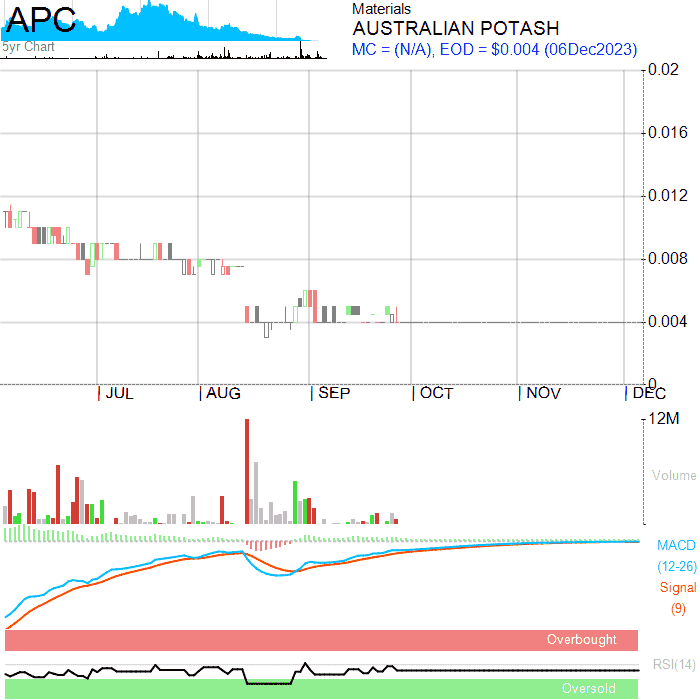 APC
5yr Chart
Materials
AUSTRALIAN POTASH
MC = (N/A), EOD = $0.004 (06Dec2023)
0.02
0.016
0.012
0.008
0.004
0
JUL AUG SEP OCT NOV DEC
12M
Volume
MACD
(12-26)
Signal
(9)
Overbought
RSI(14)
Oversold